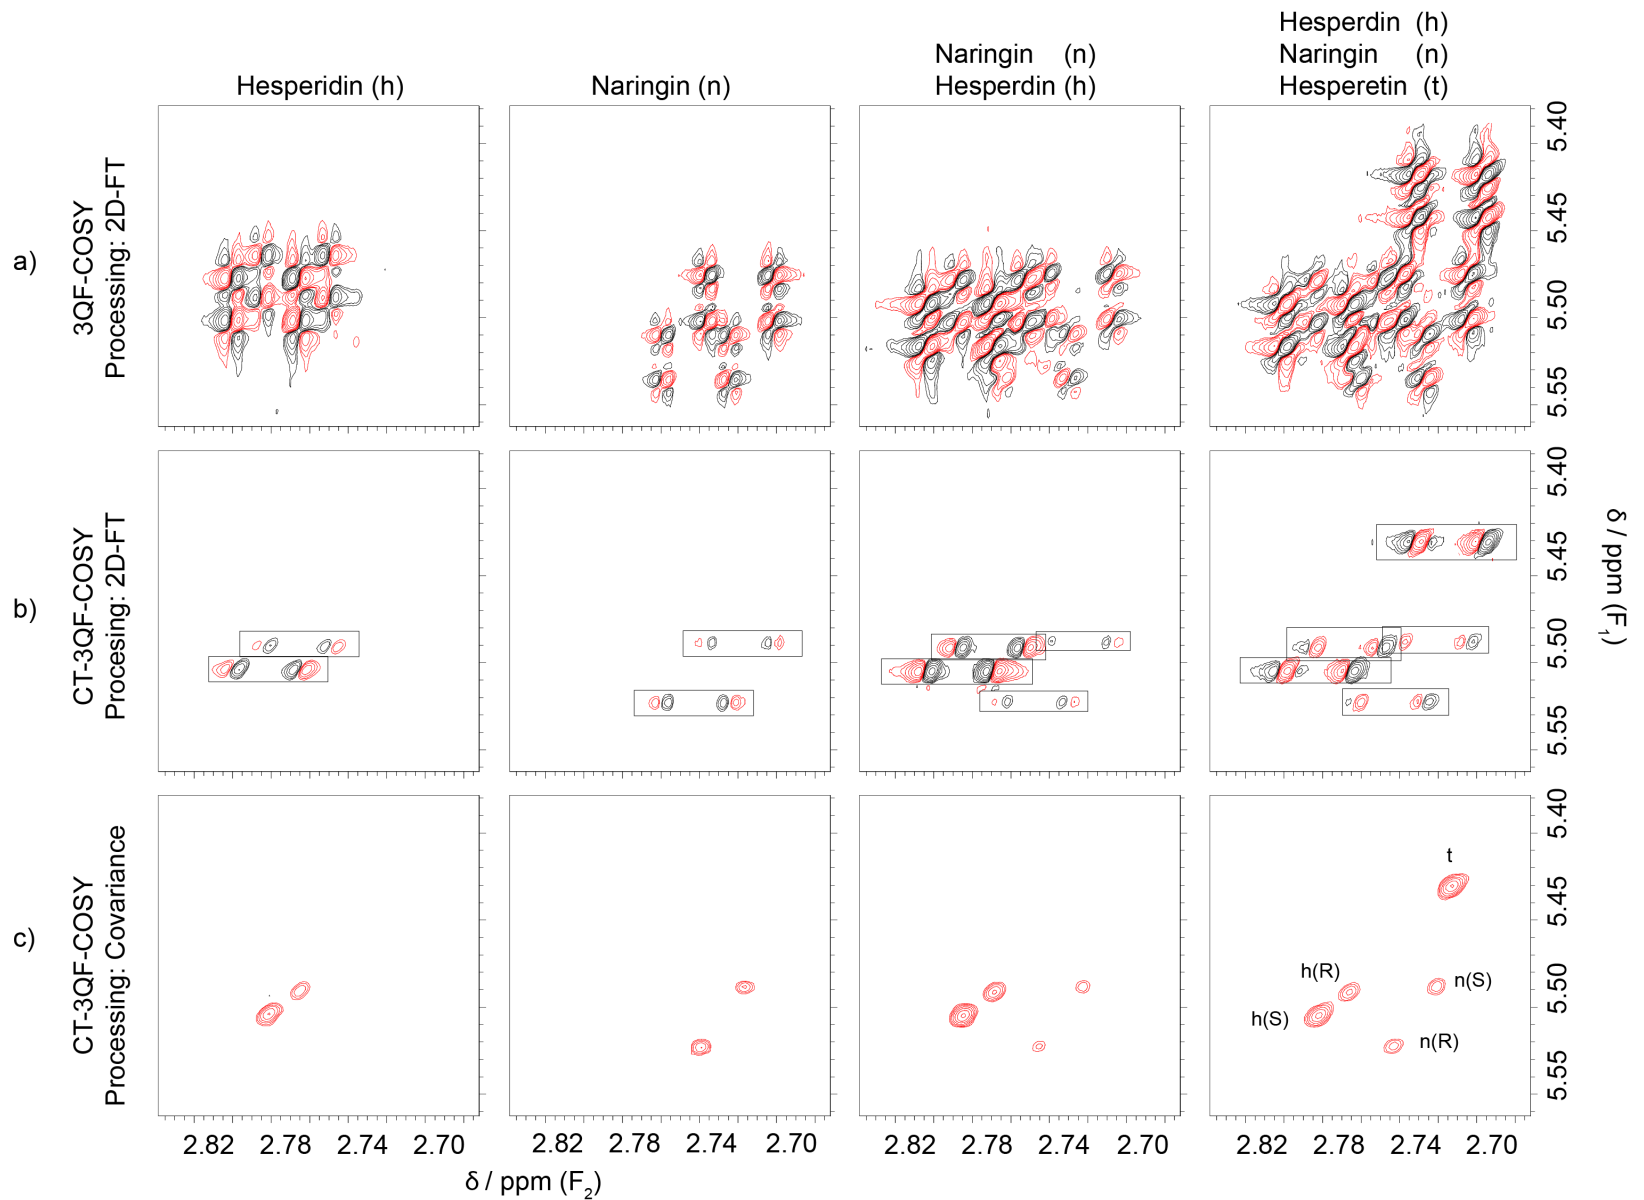 Hesperidin (h)
Naringin (n)
Naringin (n)
Hesperdin (h)
Hesperdin (h)
Naringin (n)
Hesperetin (t)
a)
3QF-COSY
Processing: 2D-FT
5.40
5.45
5.50
5.55
b)
CT-3QF-COSY
Procesing: 2D-FT
5.40
5.45
5.50
5.55
δ / ppm (F1)
c)
CT-3QF-COSY
Processing: Covariance
t
h(R)
n(S)
h(S)
n(R)
5.40
5.45
5.50
5.55
2.82 2.78 2.74 2.70
2.82 2.78 2.74 2.70
2.82 2.78 2.74 2.70
2.82 2.78 2.74 2.70
δ / ppm (F2)